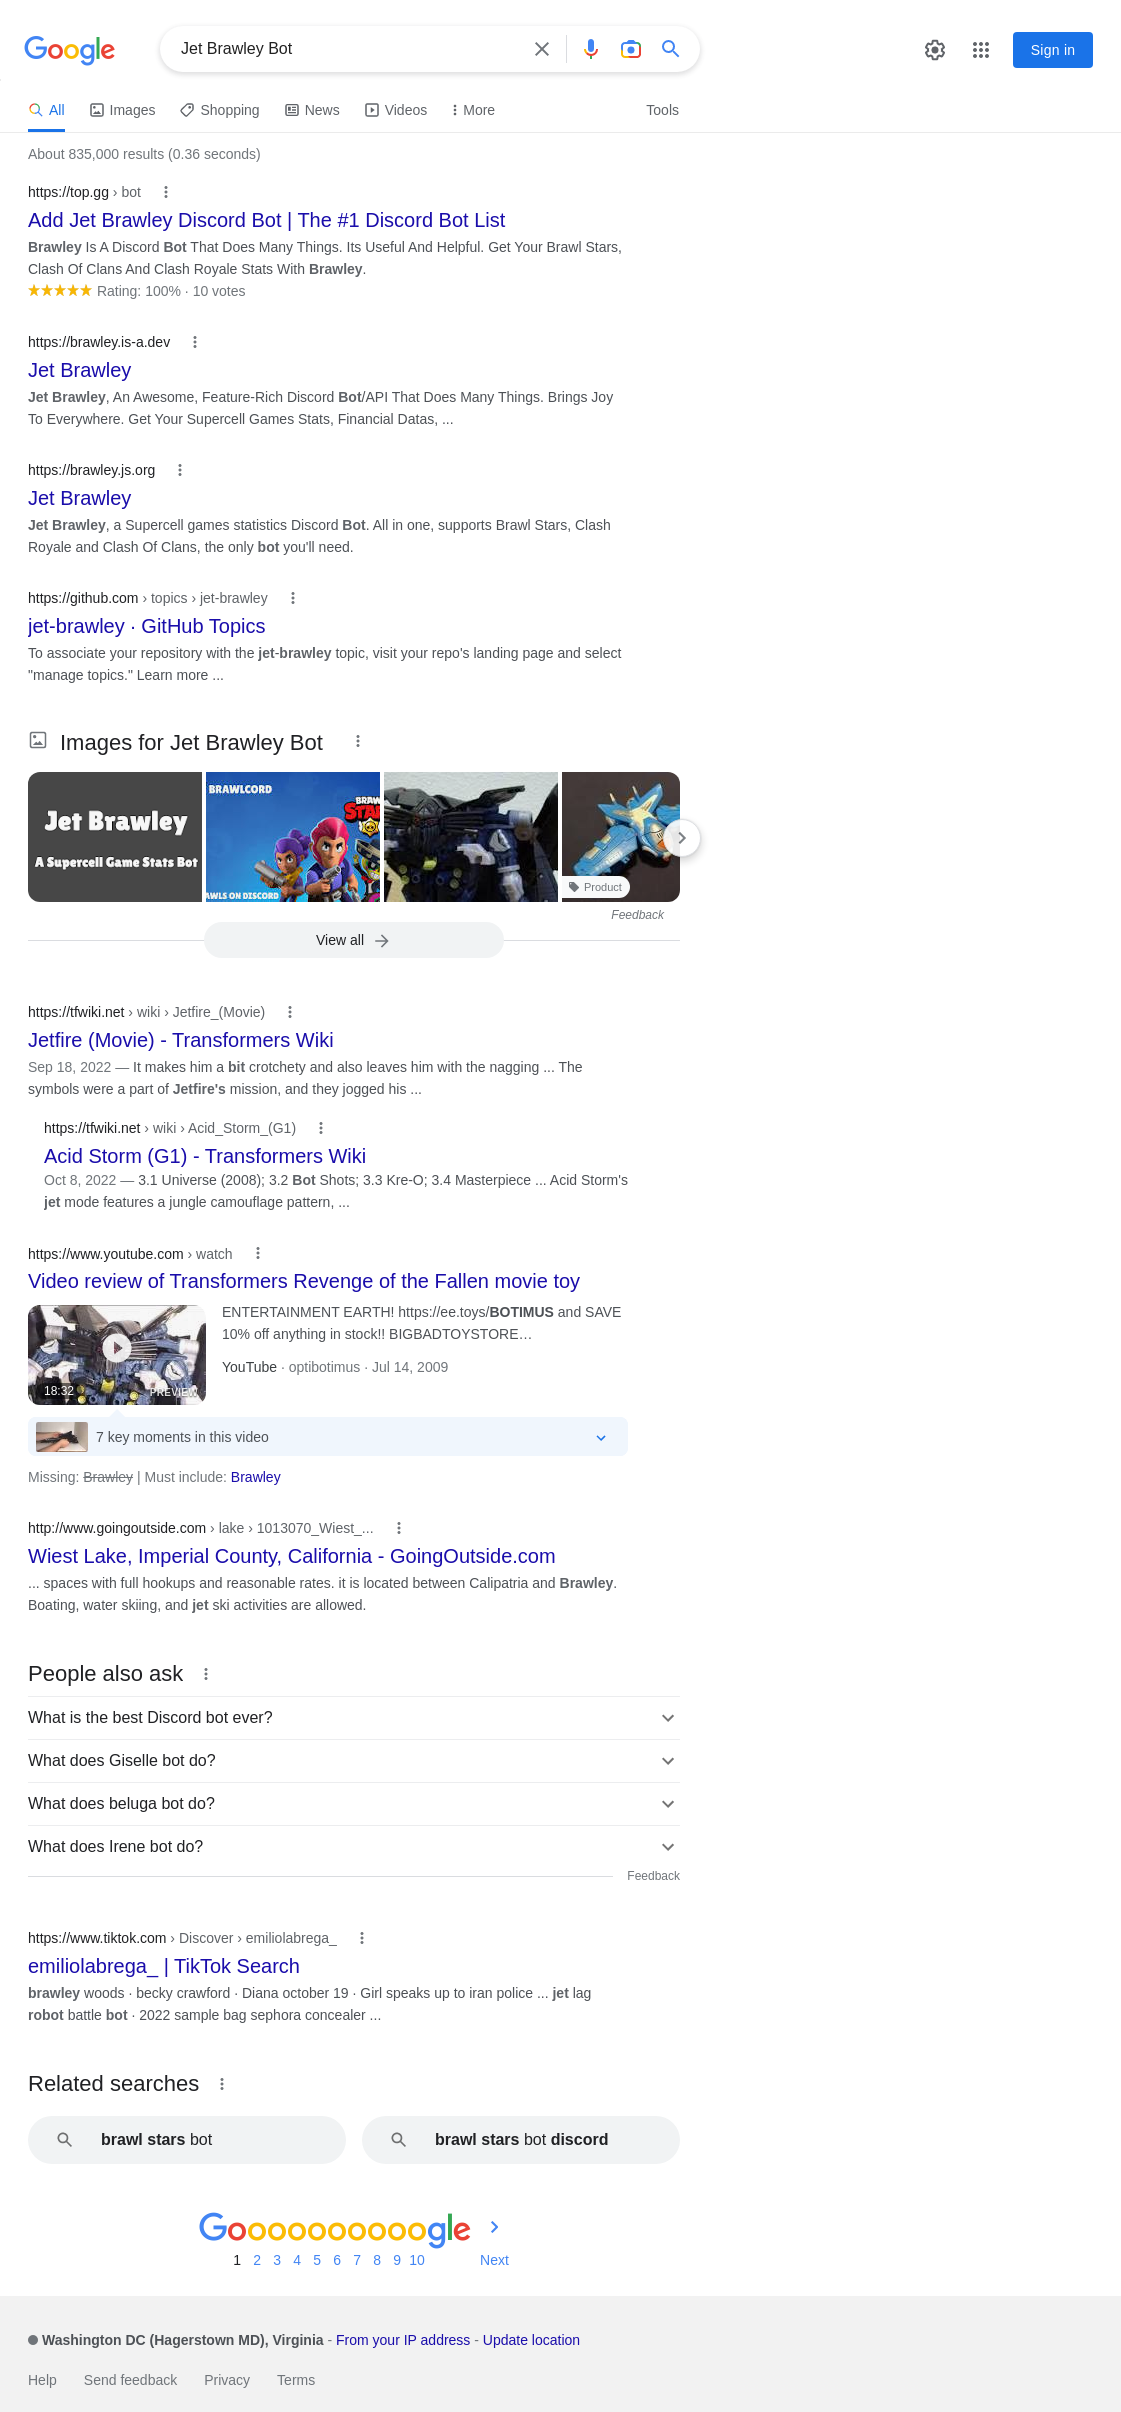 Google
Jet Brawley Bot
Sign in
All
Images
Shopping
News
Videos
More
Tools
About 835,000 results (0.36 seconds)
https://top.gg › bot
Add Jet Brawley Discord Bot | The #1 Discord Bot List
Brawley Is A Discord Bot That Does Many Things. Its Useful And Helpful. Get Your Brawl Stars,
Clash Of Clans And Clash Royale Stats With Brawley.
Rating: 100% · 10 votes
https://brawley.is-a.dev
Jet Brawley
Jet Brawley, An Awesome, Feature-Rich Discord Bot/API That Does Many Things. Brings Joy
To Everywhere. Get Your Supercell Games Stats, Financial Datas, ...
https://brawley.js.org
Jet Brawley
Jet Brawley, a Supercell games statistics Discord Bot. All in one, supports Brawl Stars, Clash
Royale and Clash Of Clans, the only bot you'll need.
https://github.com › topics › jet-brawley
jet-brawley · GitHub Topics
To associate your repository with the jet-brawley topic, visit your repo's landing page and select
"manage topics." Learn more ...
Images for Jet Brawley Bot
Jet Brawley
A Supercell Game Stats Bot
BRAWLCORD
BRAW
STAR
AWLS ON DISCORD
Product
Feedback
View all
https://tfwiki.net › wiki › Jetfire_(Movie)
Jetfire (Movie) - Transformers Wiki
Sep 18, 2022 — It makes him a bit crotchety and also leaves him with the nagging ... The
symbols were a part of Jetfire's mission, and they jogged his ...
https://tfwiki.net › wiki › Acid_Storm_(G1)
Acid Storm (G1) - Transformers Wiki
Oct 8, 2022 — 3.1 Universe (2008); 3.2 Bot Shots; 3.3 Kre-O; 3.4 Masterpiece ... Acid Storm's
jet mode features a jungle camouflage pattern, ...
https://www.youtube.com › watch
Video review of Transformers Revenge of the Fallen movie toy
ENTERTAINMENT EARTH! https://ee.toys/BOTIMUS and SAVE
10% off anything in stock!! BIGBADTOYSTORE…
YouTube · optibotimus · Jul 14, 2009
18:32
PREVIEW
7 key moments in this video
Missing: Brawley | Must include: Brawley
http://www.goingoutside.com › lake › 1013070_Wiest_...
Wiest Lake, Imperial County, California - GoingOutside.com
... spaces with full hookups and reasonable rates. it is located between Calipatria and Brawley.
Boating, water skiing, and jet ski activities are allowed.
People also ask
What is the best Discord bot ever?
What does Giselle bot do?
What does beluga bot do?
What does Irene bot do?
Feedback
https://www.tiktok.com › Discover › emiliolabrega_
emiliolabrega_ | TikTok Search
brawley woods · becky crawford · Diana october 19 · Girl speaks up to iran police ... jet lag
robot battle bot · 2022 sample bag sephora concealer ...
Related searches
brawl stars bot
brawl stars bot discord
Goooooooooogle
1 2 3 4 5 6 7 8 9 10 Next
Washington DC (Hagerstown MD), Virginia - From your IP address - Update location
Help Send feedback Privacy Terms